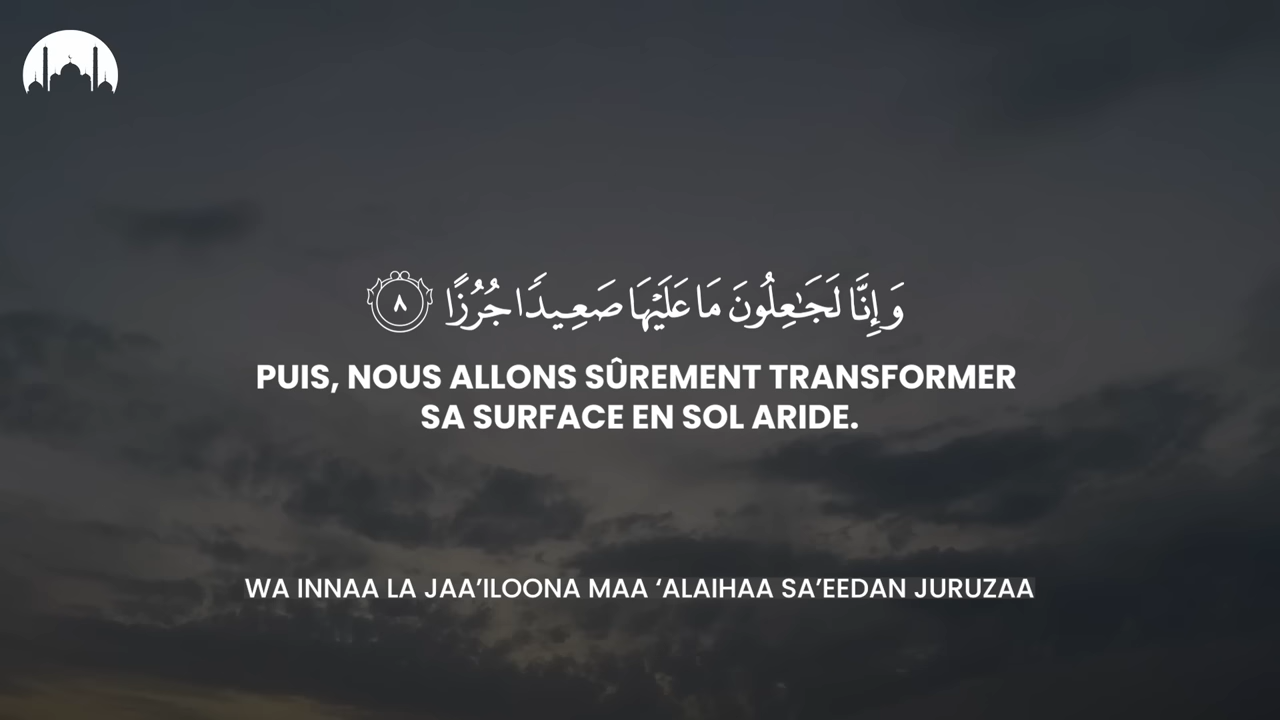 وَإِنَّا لَجَـٰعِلُونَ مَا عَلَيْهَا صَعِيدًا جُرُزًا ٨
PUIS, NOUS ALLONS SÛREMENT TRANSFORMER
SA SURFACE EN SOL ARIDE.
WA INNAA LA JAA’ILOONA MAA ‘ALAIHAA SA’EEDAN JURUZAA